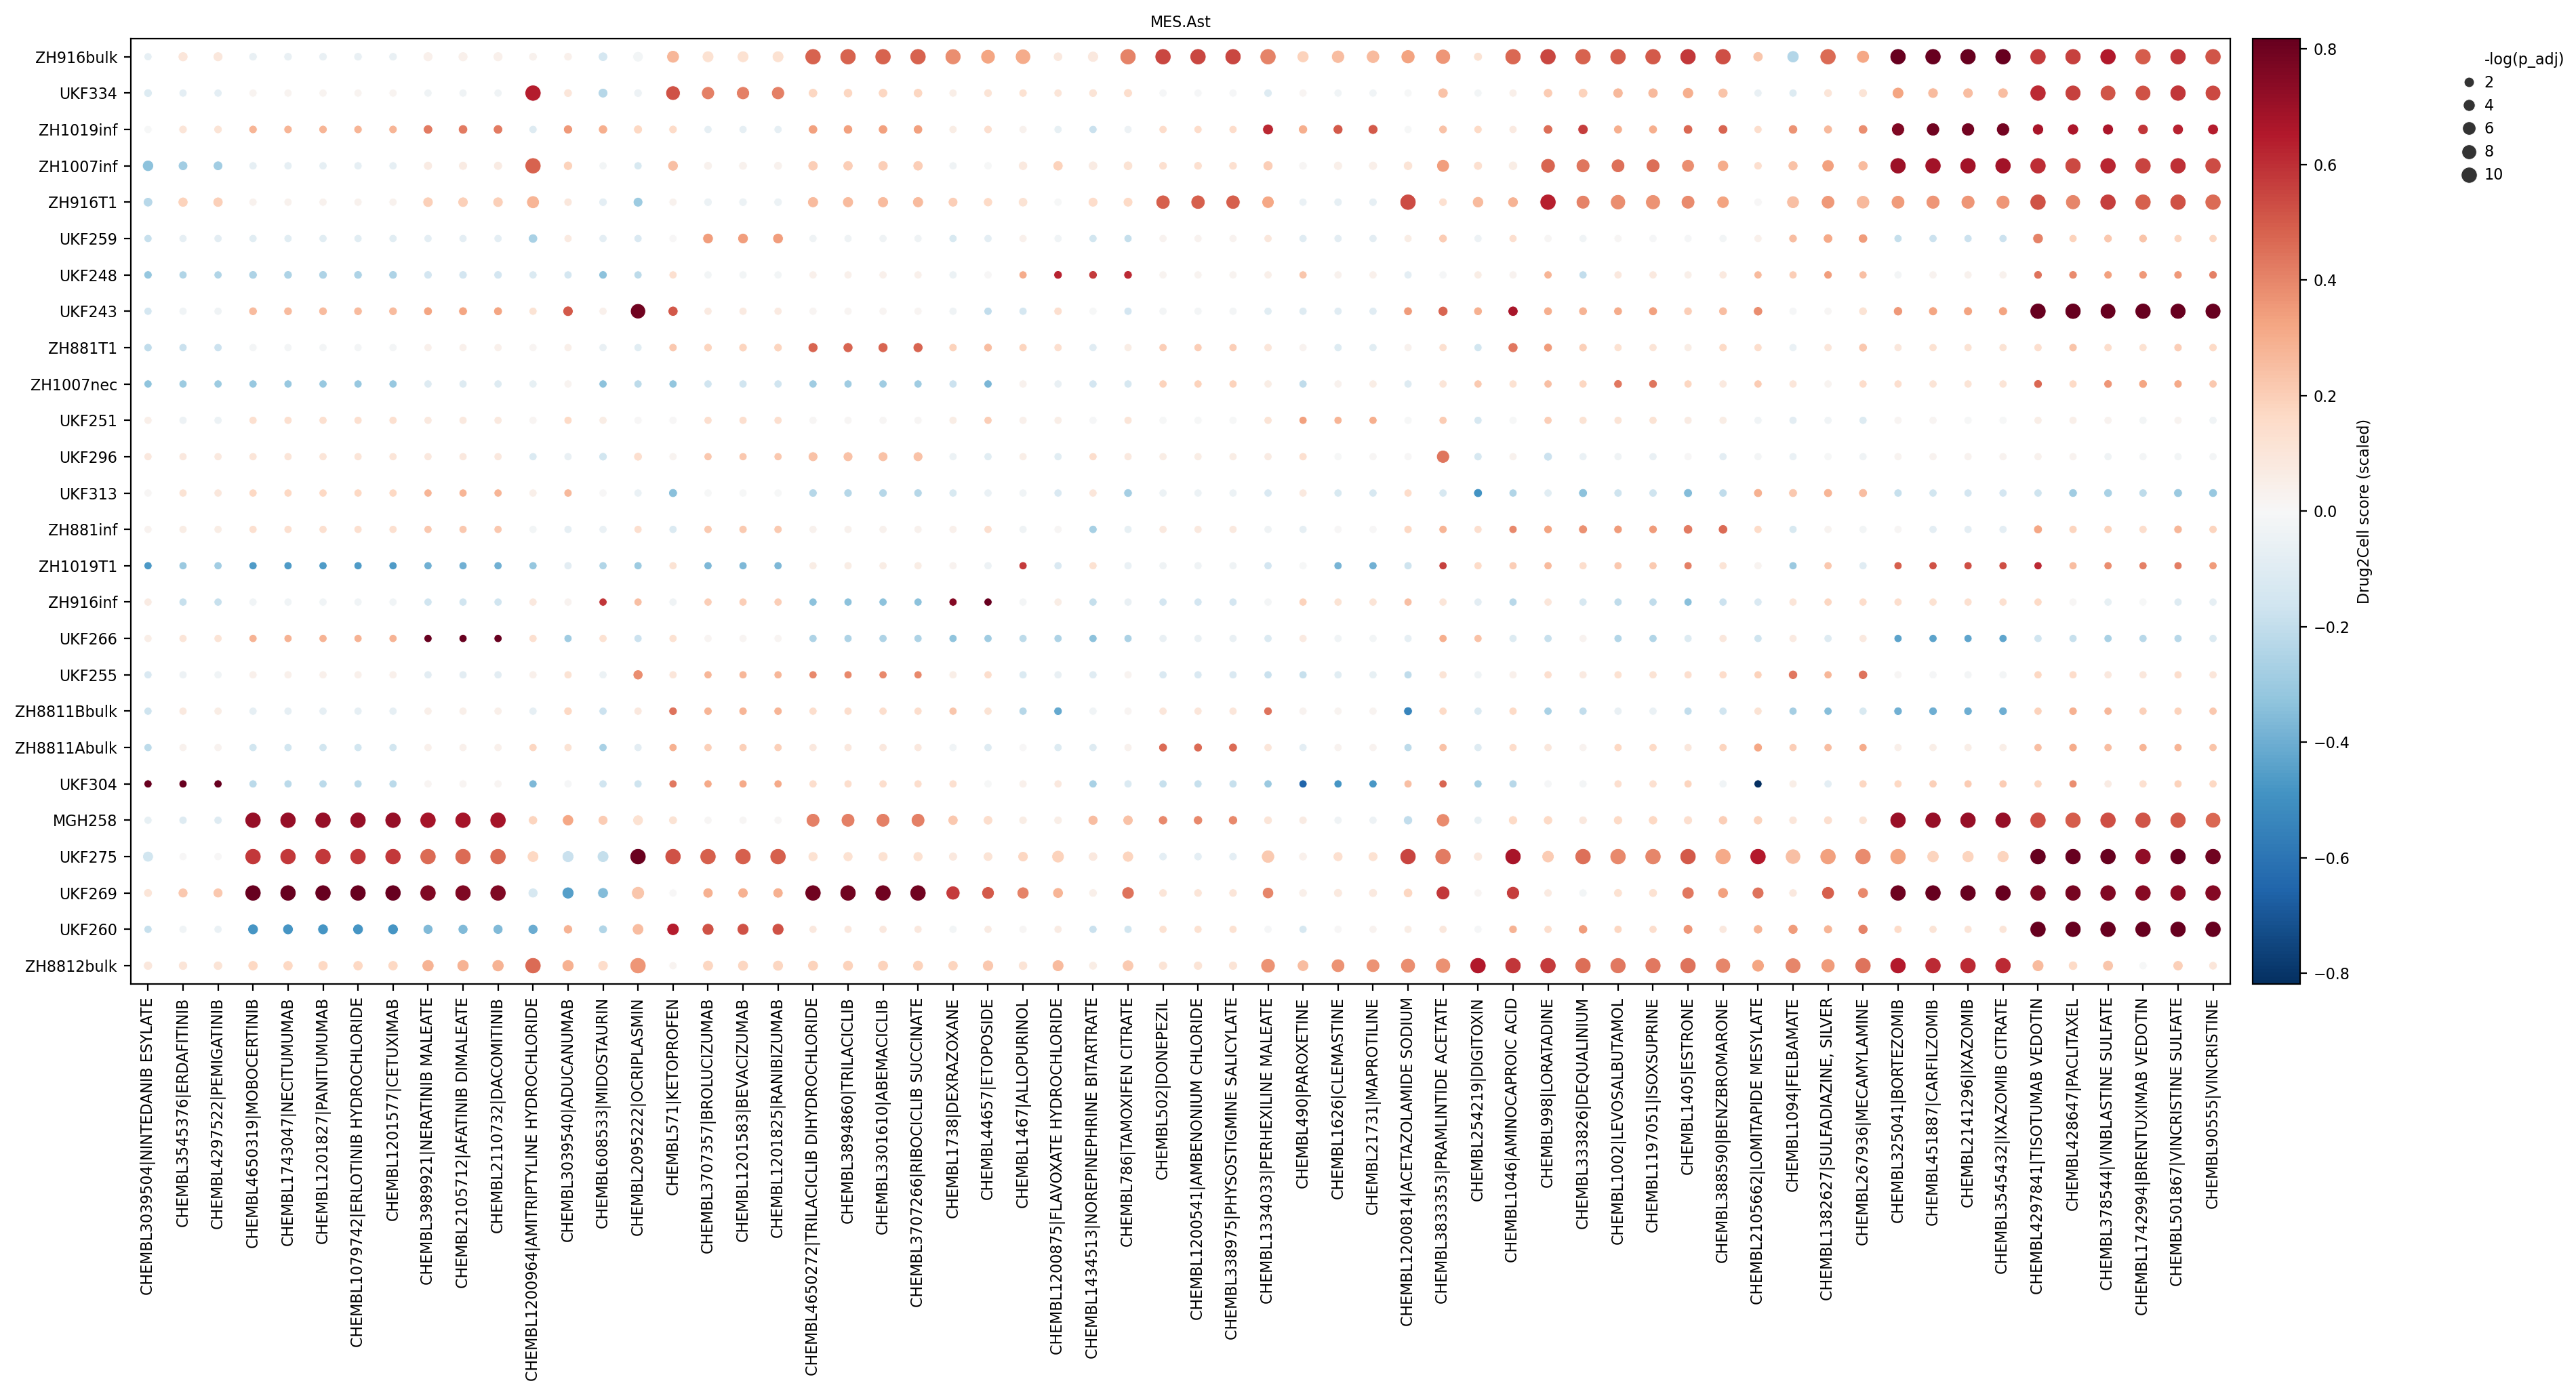 MES.Ast
ZH916bulk
UKF334
ZH1019inf
ZH1007inf
ZH916T1
UKF259
UKF248
UKF243
ZH881T1
ZH1007nec
UKF251
UKF296
UKF313
ZH881inf
ZH1019T1
ZH916inf
UKF266
UKF255
ZH8811Bbulk
ZH8811Abulk
UKF304
MGH258
UKF275
UKF269
UKF260
ZH8812bulk
CHEMBL3039504|NINTEDANIB ESYLATE
CHEMBL3545376|ERDAFITINIB
CHEMBL4297522|PEMIGATINIB
CHEMBL4650319|MOBOCERTINIB
CHEMBL1743047|NECITUMUMAB
CHEMBL1201827|PANITUMUMAB
CHEMBL1079742|ERLOTINIB HYDROCHLORIDE
CHEMBL1201577|CETUXIMAB
CHEMBL3989921|NERATINIB MALEATE
CHEMBL2105712|AFATINIB DIMALEATE
CHEMBL2110732|DACOMITINIB
CHEMBL1200964|AMITRIPTYLINE HYDROCHLORIDE
CHEMBL3039540|ADUCANUMAB
CHEMBL608533|MIDOSTAURIN
CHEMBL2095222|OCRIPLASMIN
CHEMBL571|KETOPROFEN
CHEMBL3707357|BROLUCIZUMAB
CHEMBL1201583|BEVACIZUMAB
CHEMBL1201825|RANIBIZUMAB
CHEMBL4650272|TRILACICLIB DIHYDROCHLORIDE
CHEMBL3894860|TRILACICLIB
CHEMBL3301610|ABEMACICLIB
CHEMBL3707266|RIBOCICLIB SUCCINATE
CHEMBL1738|DEXRAZOXANE
CHEMBL44657|ETOPOSIDE
CHEMBL1467|ALLOPURINOL
CHEMBL1200875|FLAVOXATE HYDROCHLORIDE
CHEMBL1434513|NOREPINEPHRINE BITARTRATE
CHEMBL786|TAMOXIFEN CITRATE
CHEMBL502|DONEPEZIL
CHEMBL1200541|AMBENONIUM CHLORIDE
CHEMBL338975|PHYSOSTIGMINE SALICYLATE
CHEMBL1334033|PERHEXILINE MALEATE
CHEMBL490|PAROXETINE
CHEMBL1626|CLEMASTINE
CHEMBL21731|MAPROTILINE
CHEMBL1200814|ACETAZOLAMIDE SODIUM
CHEMBL3833353|PRAMLINTIDE ACETATE
CHEMBL254219|DIGITOXIN
CHEMBL1046|AMINOCAPROIC ACID
CHEMBL998|LORATADINE
CHEMBL333826|DEQUALINIUM
CHEMBL1002|LEVOSALBUTAMOL
CHEMBL1197051|ISOXSUPRINE
CHEMBL1405|ESTRONE
CHEMBL388590|BENZBROMARONE
CHEMBL2105662|LOMITAPIDE MESYLATE
CHEMBL1094|FELBAMATE
CHEMBL1382627|SULFADIAZINE, SILVER
CHEMBL267936|MECAMYLAMINE
CHEMBL325041|BORTEZOMIB
CHEMBL451887|CARFILZOMIB
CHEMBL2141296|IXAZOMIB
CHEMBL3545432|IXAZOMIB CITRATE
CHEMBL4297841|TISOTUMAB VEDOTIN
CHEMBL428647|PACLITAXEL
CHEMBL378544|VINBLASTINE SULFATE
CHEMBL1742994|BRENTUXIMAB VEDOTIN
CHEMBL501867|VINCRISTINE SULFATE
CHEMBL90555|VINCRISTINE
0.8
0.6
0.4
0.2
0.0
−0.2
−0.4
−0.6
−0.8
Drug2Cell score (scaled)
-log(p_adj)
2
4
6
8
10